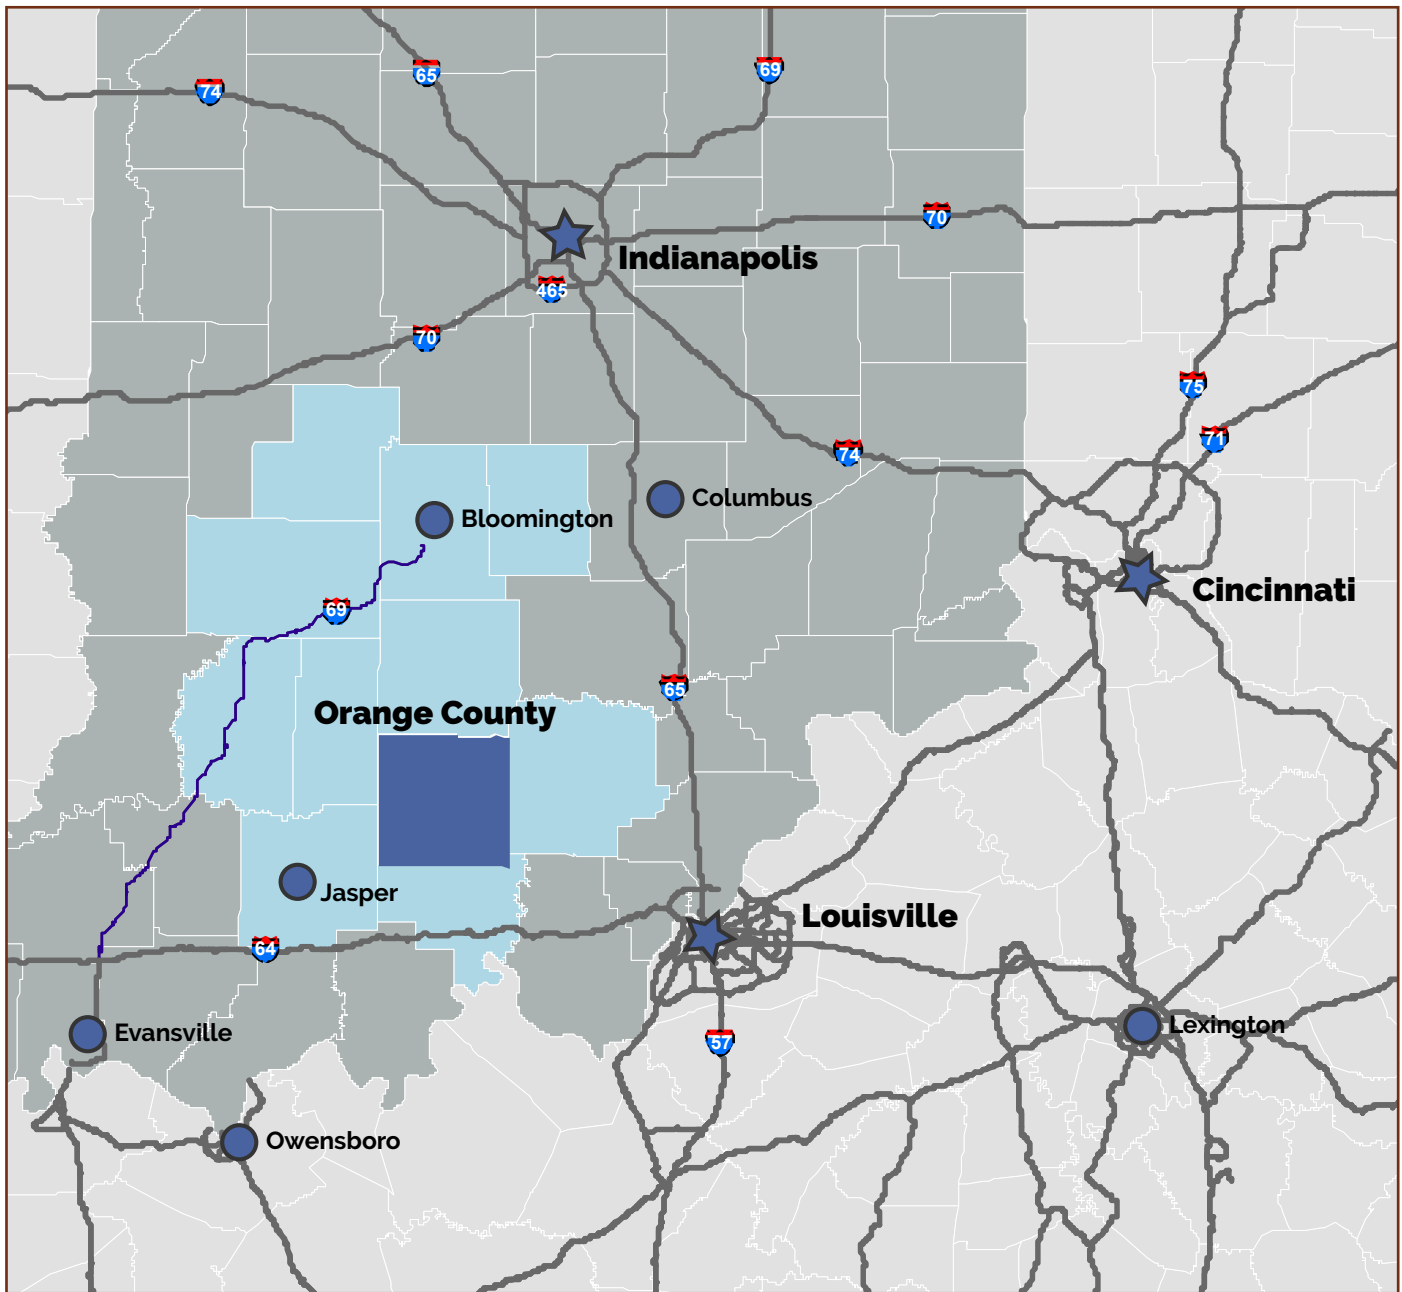 65
69
74
70
Indianapolis
465
70
75
71
74
Columbus
Bloomington
Cincinnati
69
65
Orange County
Jasper
Louisville
64
Evansville
Lexington
57
Owensboro